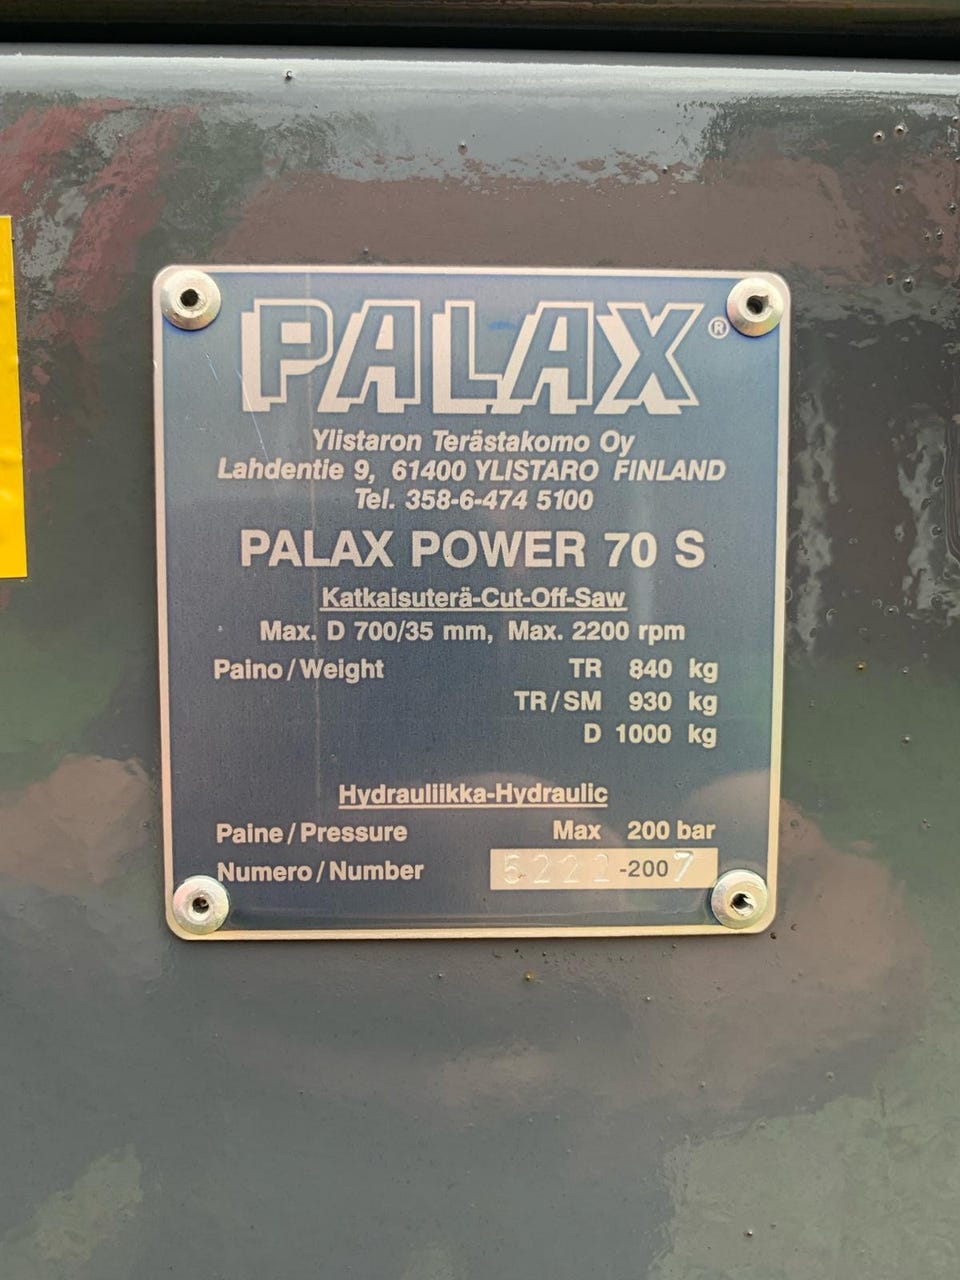 PALAX®
Ylistaron Terästakomo Oy
Lahdentie 9, 61400 YLISTARO FINLAND
Tel. 358-6-474 5100
PALAX POWER 70 S
Katkaisuterä-Cut-Off-Saw
Max. D 700/35 mm, Max. 2200 rpm
Paino/Weight TR 840 kg
TR/SM 930 kg
D 1000 kg
Hydrauliikka-Hydraulic
Paine/Pressure Max 200 bar
Numero/Number 5222-2007